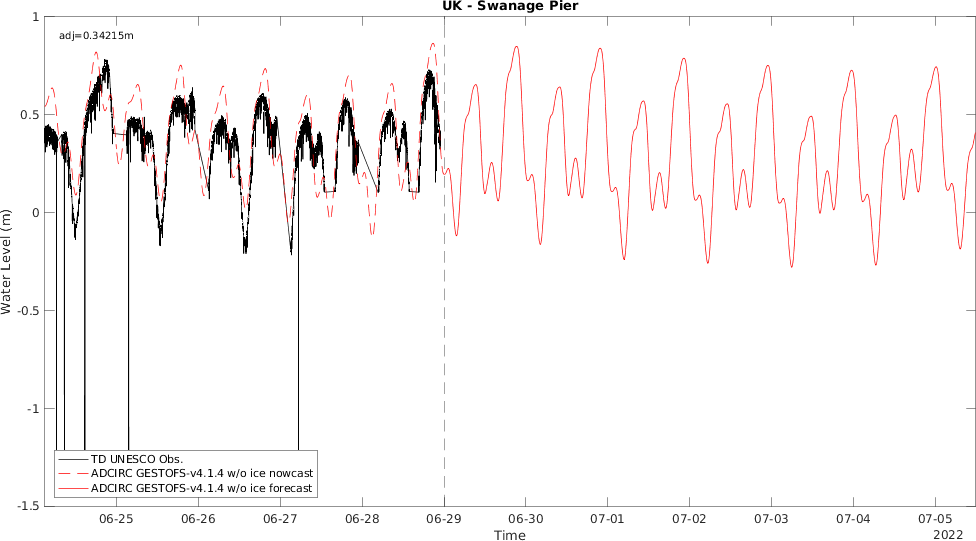 UK - Swanage Pier
adj=0.34215m
1
0.5
0
-0.5
-1
-1.5
Water Level (m)
TD UNESCO Obs.
ADCIRC GESTOFS-v4.1.4 w/o ice nowcast
ADCIRC GESTOFS-v4.1.4 w/o ice forecast
06-25 06-26 06-27 06-28 06-29 06-30 07-01 07-02 07-03 07-04 07-05
Time
2022